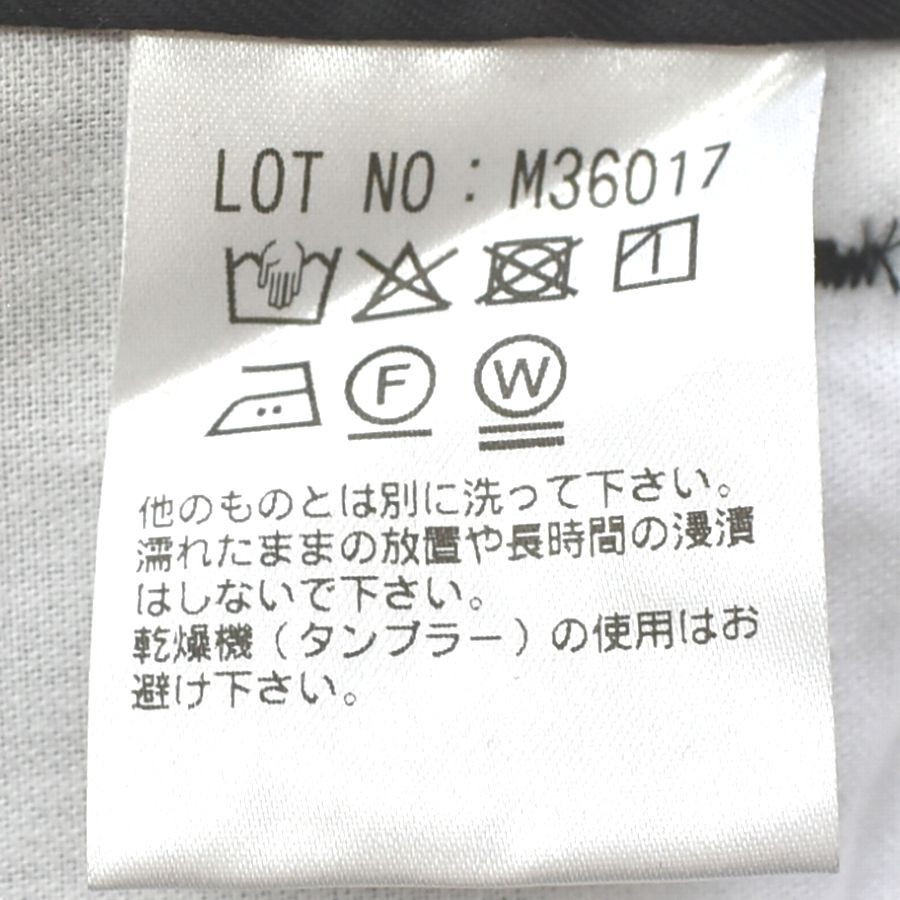 LOT NO : M36017
F W
他のものとは別に洗って下さい。
濡れたままの放置や長時間の浸漬
はしないで下さい。
乾燥機(タンブラー)の使用はお
避け下さい。